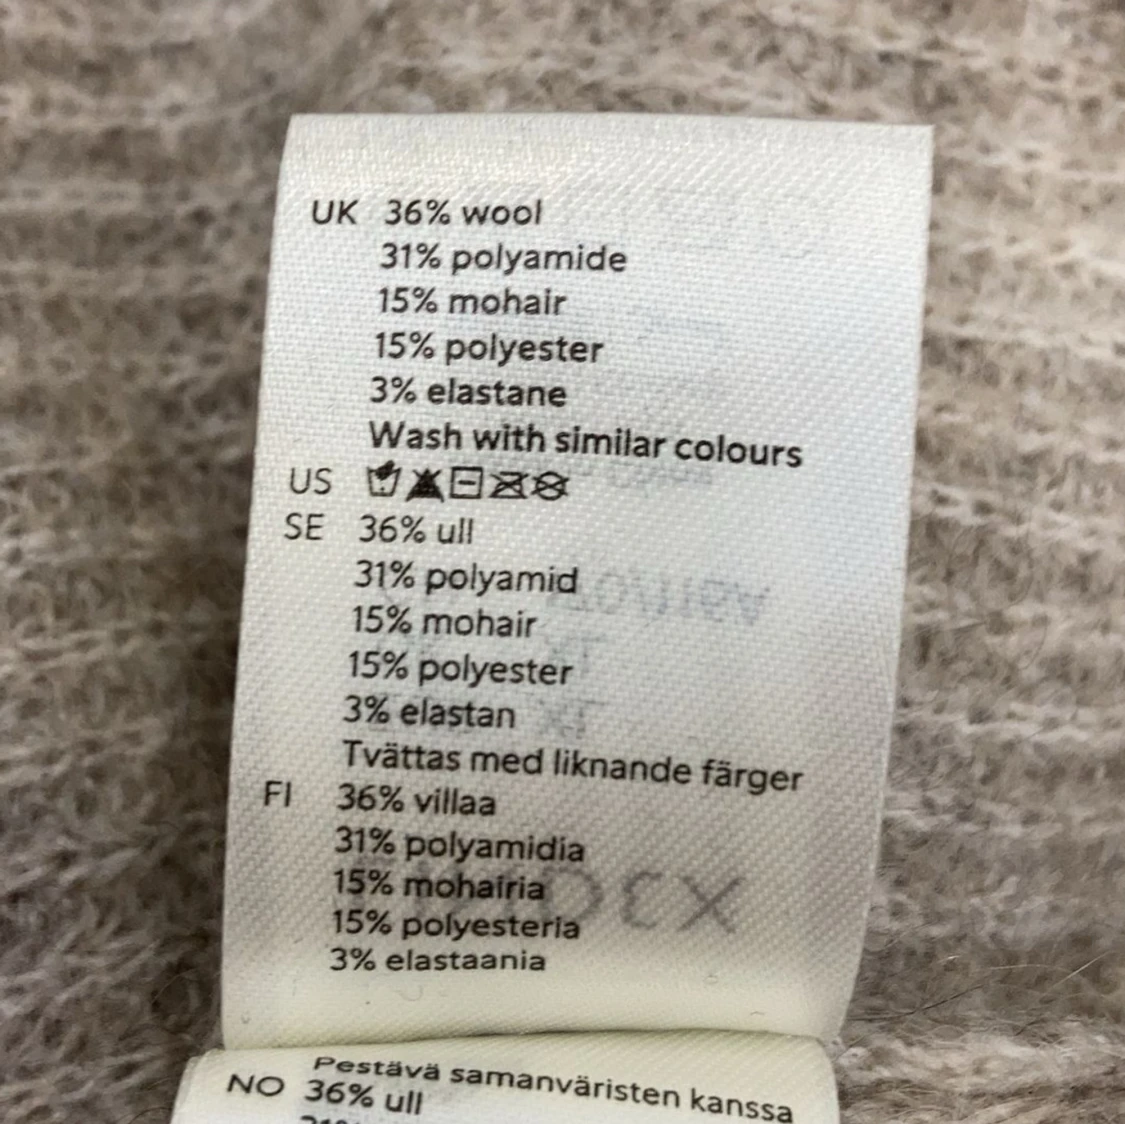 UK 36% wool
31% polyamide
15% mohair
15% polyester
3% elastane
Wash with similar colours
US
SE 36% ull
31% polyamid
15% mohair
15% polyester
3% elastan
Tvättas med liknande färger
FI 36% villaa
31% polyamidia
15% mohairia
15% polyesteria
3% elastaania
Pestävä samanväristen kanssa
NO 36% ull